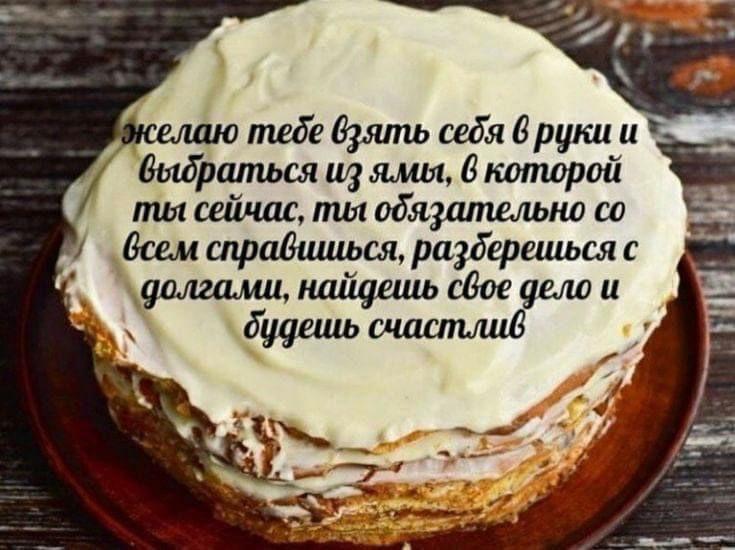 желаю тебе взять себя в руки и
выбраться из ямы, в которой
ты сейчас, ты обязательно со
всем справишься, разберешься с
долгами, найдешь свое дело и
будешь счастлив